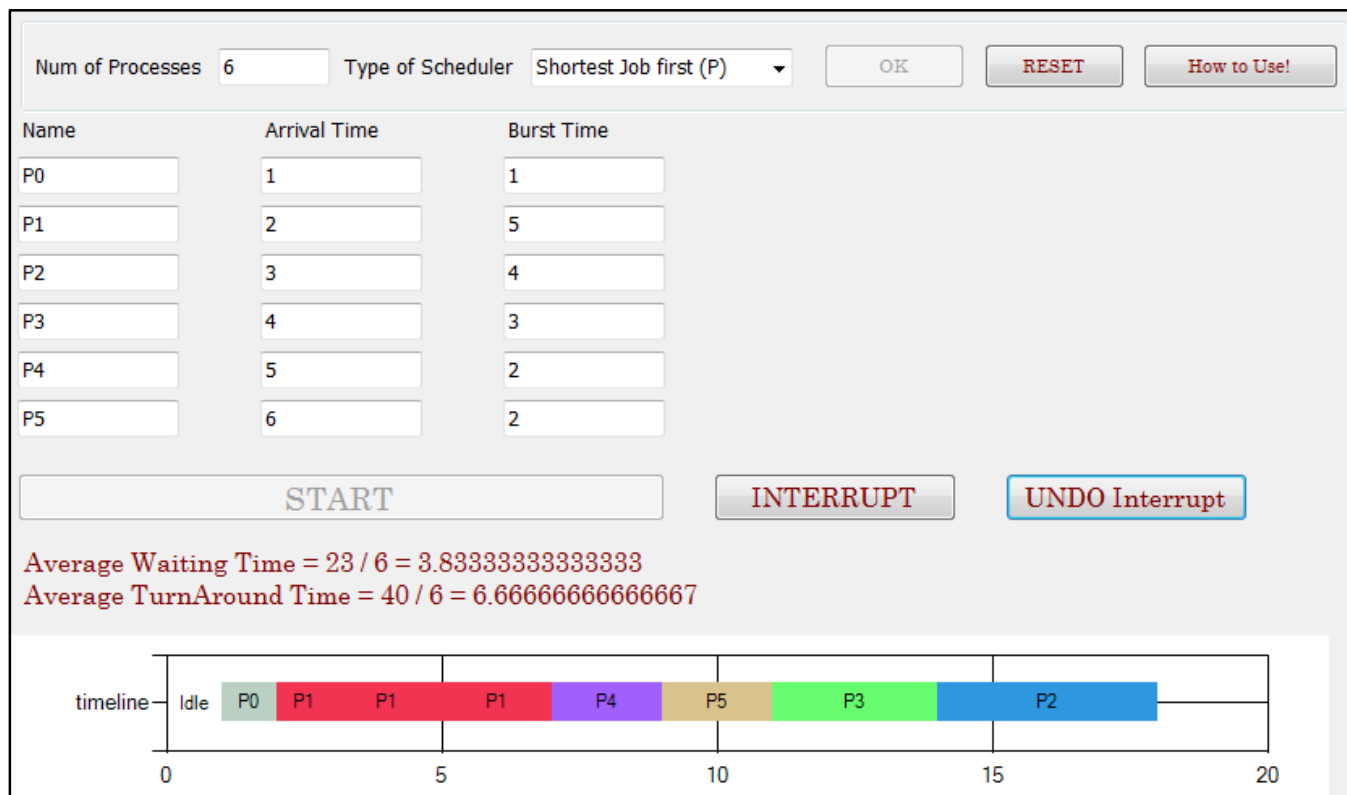 Num of Processes 6 Type of Scheduler Shortest Job first (P) OK RESET How to Use!
Name Arrival Time Burst Time
P0 1 1
P1 2 5
P2 3 4
P3 4 3
P4 5 2
P5 6 2
START INTERRUPT UNDO Interrupt
Average Waiting Time = 23 / 6 = 3.83333333333333
Average TurnAround Time = 40 / 6 = 6.66666666666667
timeline Idle P0 P1 P1 P1 P4 P5 P3 P2
0 5 10 15 20